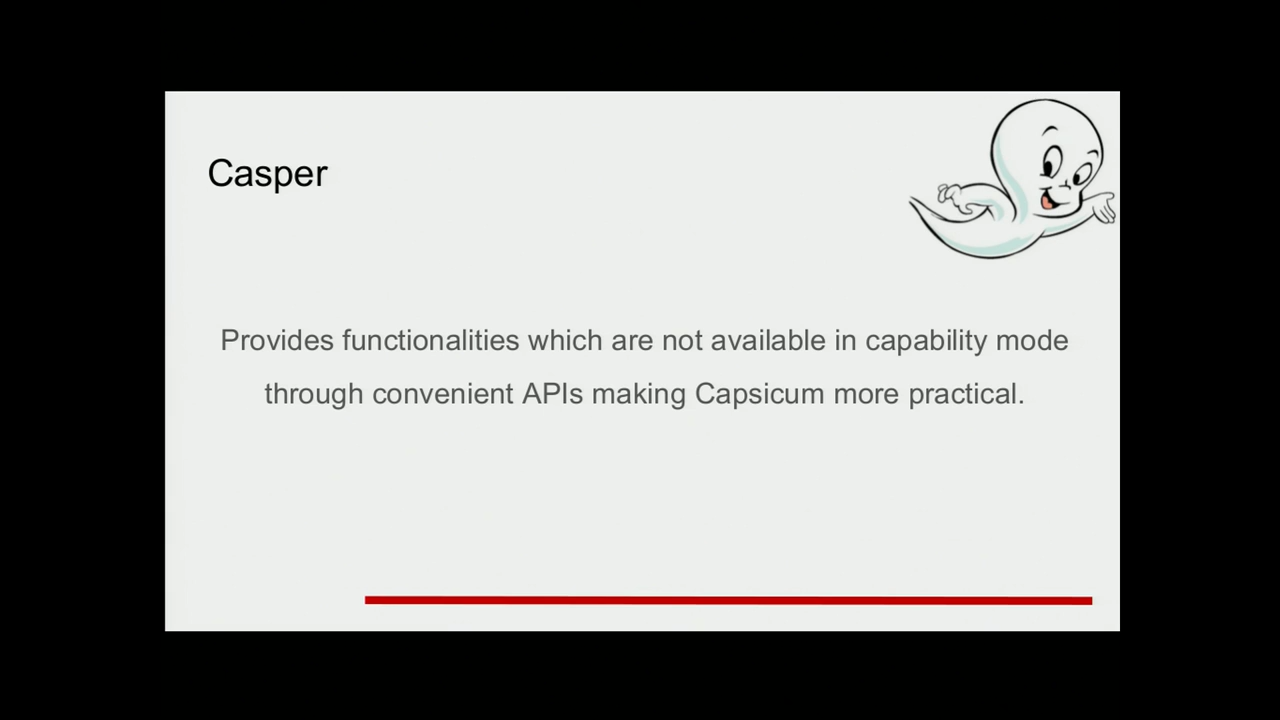 Casper
Provides functionalities which are not available in capability mode
through convenient APIs making Capsicum more practical.